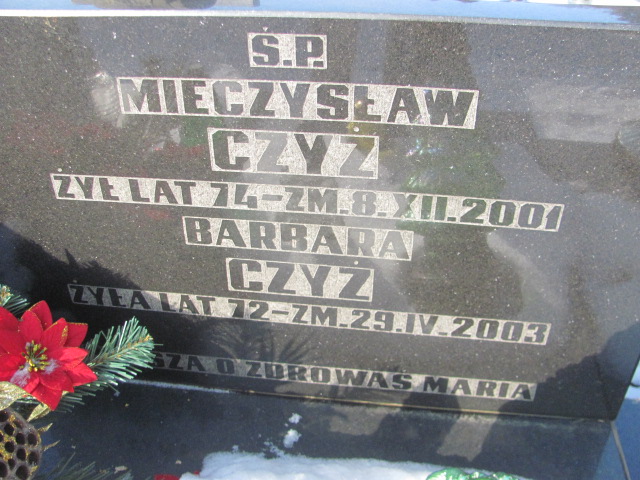 Ś.P.
MIECZYSŁAW
CZYŻ
ŻYŁ LAT 74-ZM.8.XII.2001
BARBARA
CZYŻ
ŻYŁA LAT 72-ZM.29.IV.2003
O ZDROWAŚ MARIA